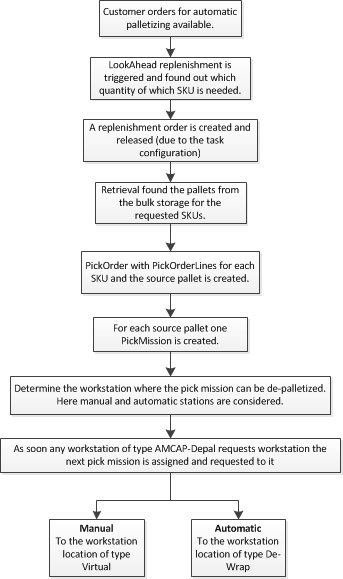 Customer orders for automatic
palletizing available.
LookAhead replenishment is
triggered and found out which
quantity of which SKU is needed.
A replenishment order is created and
released (due to the task
configuration)
Retrieval found the pallets from
the bulk storage for the
requested SKUs.
PickOrder with PickOrderLines for each
SKU and the source pallet is created.
For each source pallet one
PickMission is created.
Determine the workstation where the pick mission can be de-palletized.
Here manual and automatic stations are considered.
As soon any workstation of type AMCAP-Depal requests workstation the
next pick mission is assigned and requested to it
Manual
To the workstation
location of type
Virtual
Automatic
To the workstation
location of type De-
Wrap